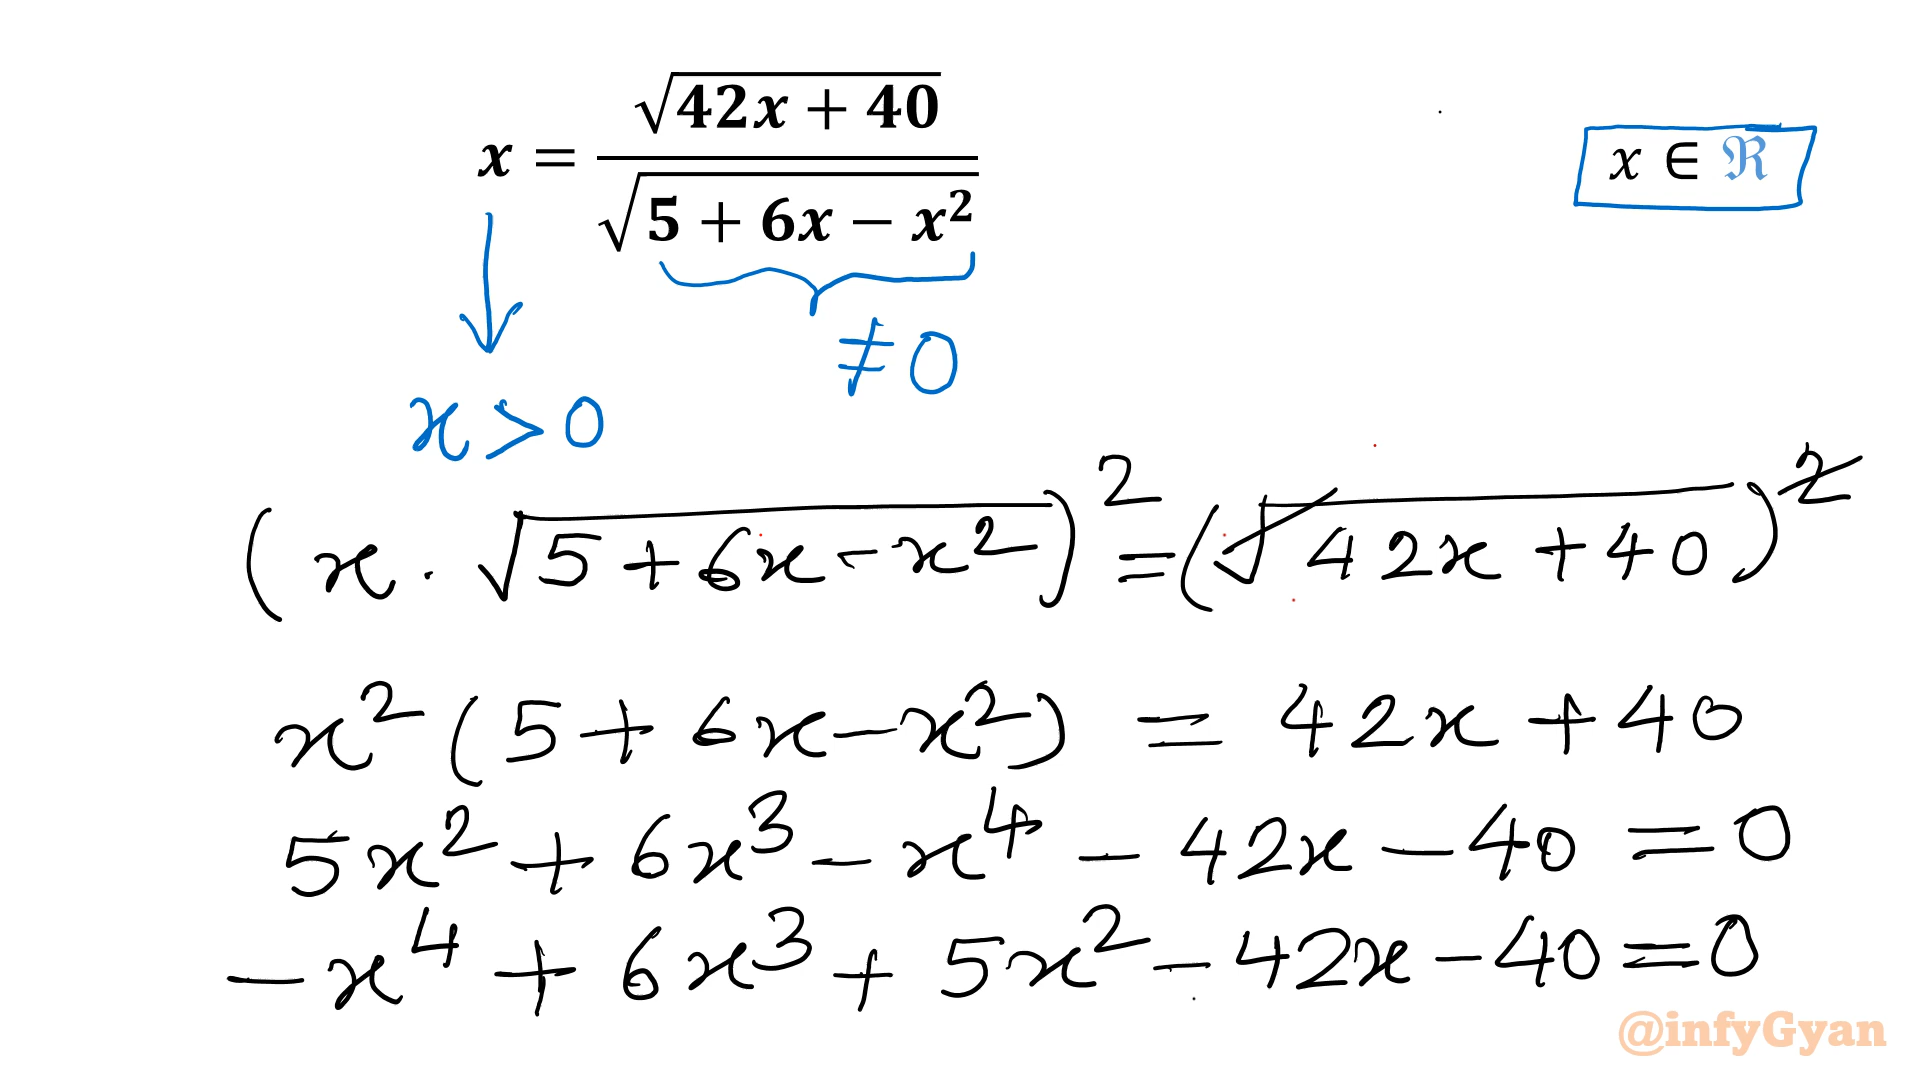 x = √(42x + 40) / √(5 + 6x − x²)
x ∈ ℜ
≠ 0
x > 0
(x · √(5 + 6x − x²))² = (√(42x + 40))²
x² (5 + 6x − x²) = 42x + 40
5x² + 6x³ − x⁴ − 42x − 40 = 0
− x⁴ + 6x³ + 5x² − 42x − 40 = 0
@infyGyan